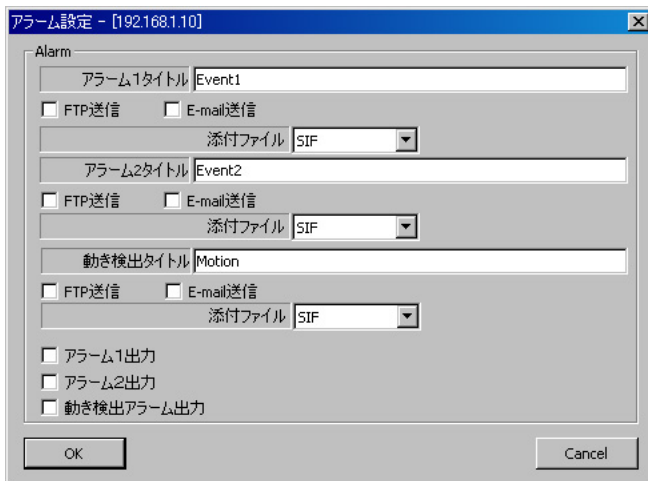 アラーム設定 - [192.168.1.10]
Alarm
アラーム1タイトル Event1
FTP送信 E-mail送信
添付ファイル SIF
アラーム2タイトル Event2
FTP送信 E-mail送信
添付ファイル SIF
動き検出タイトル Motion
FTP送信 E-mail送信
添付ファイル SIF
アラーム1出力
アラーム2出力
動き検出アラーム出力
OK Cancel